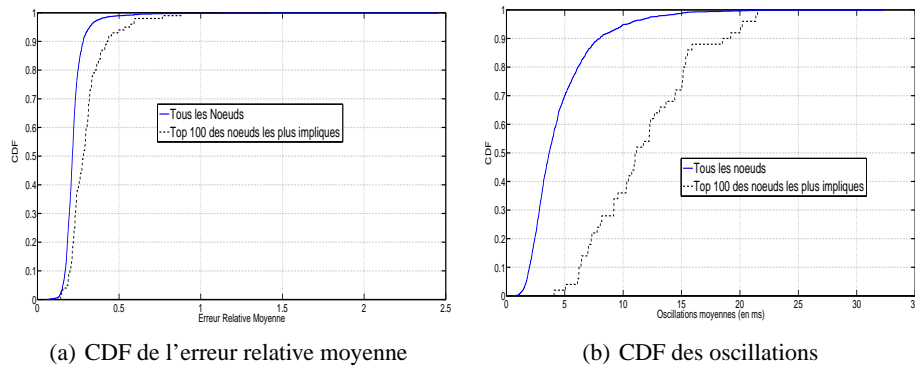 1
0.9
0.8
0.7
0.6
0.5
0.4
0.3
0.2
0.1
0
CDF
0 0.5 1 1.5 2 2.5
Erreur Relative Moyenne
Tous les Noeuds
Top 100 des noeuds les plus impliques
(a) CDF de l'erreur relative moyenne
1
0.9
0.8
0.7
0.6
0.5
0.4
0.3
0.2
0.1
0
CDF
0 5 10 15 20 25 30 35
Oscillations moyennes (en ms)
Tous les noeuds
Top 100 des noeuds les plus impliques
(b) CDF des oscillations